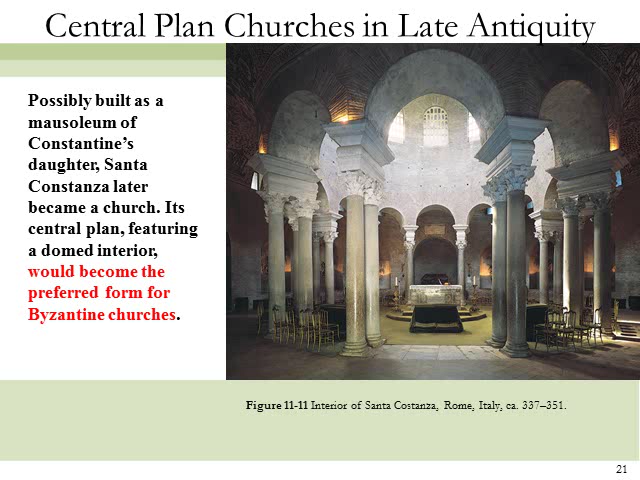 Central Plan Churches in Late Antiquity
Possibly built as a
mausoleum of
Constantine’s
daughter, Santa
Constanza later
became a church. Its
central plan, featuring
a domed interior,
would become the
preferred form for
Byzantine churches.
Figure 11-11 Interior of Santa Costanza, Rome, Italy, ca. 337–351.
21